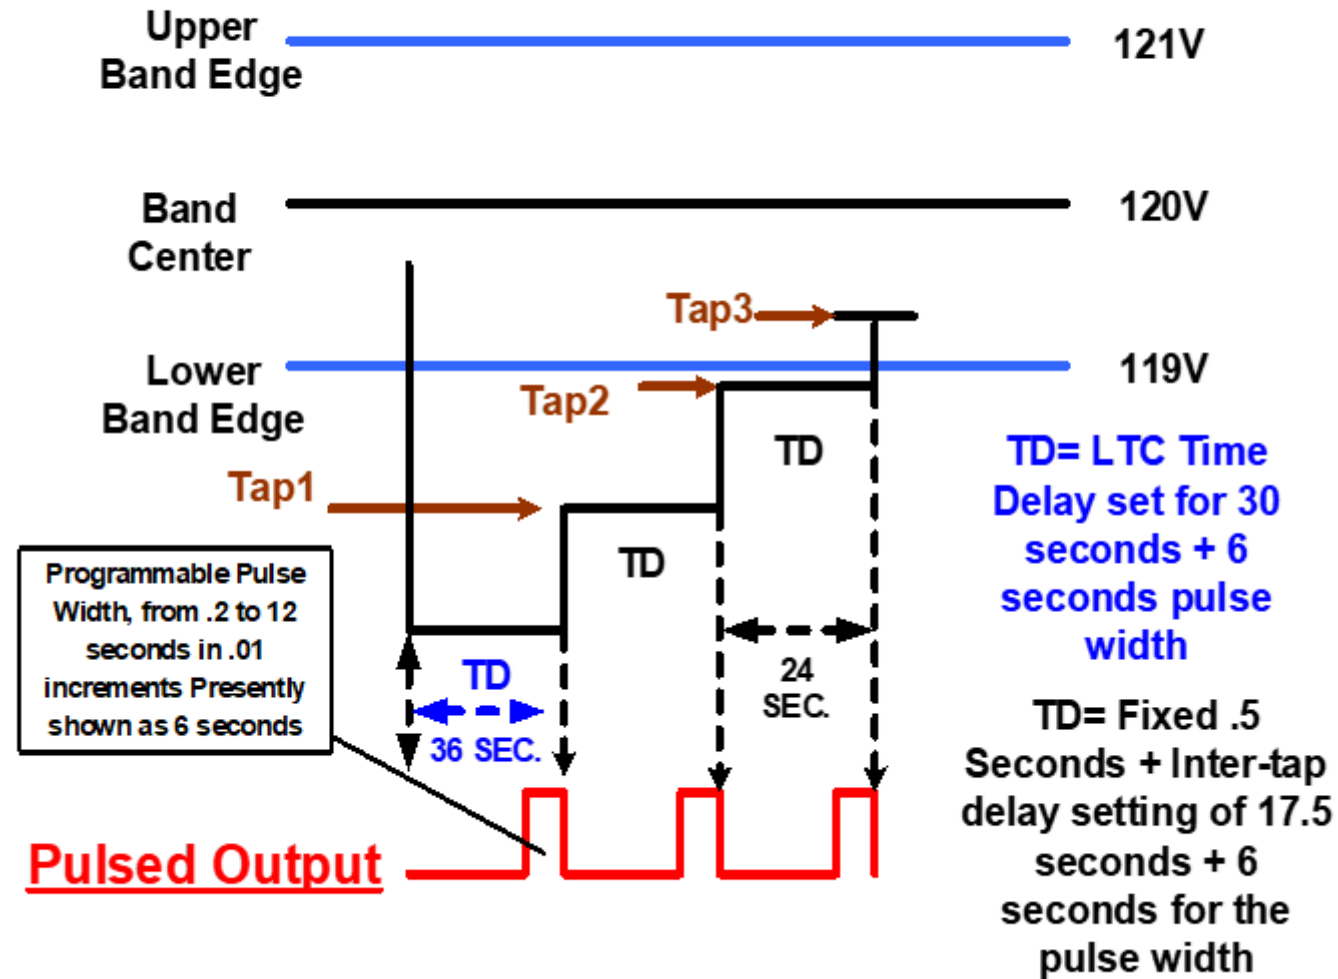 Upper
Band Edge
121V
Band
Center
120V
Tap3
Lower
Band Edge
119V
Tap2
TD
Tap1
TD
TD= LTC Time
Delay set for 30
seconds + 6
seconds pulse
width
Programmable Pulse
Width, from .2 to 12
seconds in .01
increments Presently
shown as 6 seconds
TD
36 SEC.
24
SEC.
TD= Fixed .5
Seconds + Inter-tap
delay setting of 17.5
seconds + 6
seconds for the
pulse width
Pulsed Output